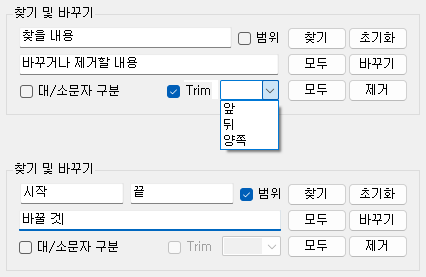 찾기 및 바꾸기
찾을 내용 범위 찾기 초기화
바꾸거나 제거할 내용 모두 바꾸기
대/소문자 구분 Trim 모두 제거
앞
뒤
양쪽
찾기 및 바꾸기
시작 끝 범위 찾기 초기화
바꿀 것 모두 바꾸기
대/소문자 구분 Trim 모두 제거